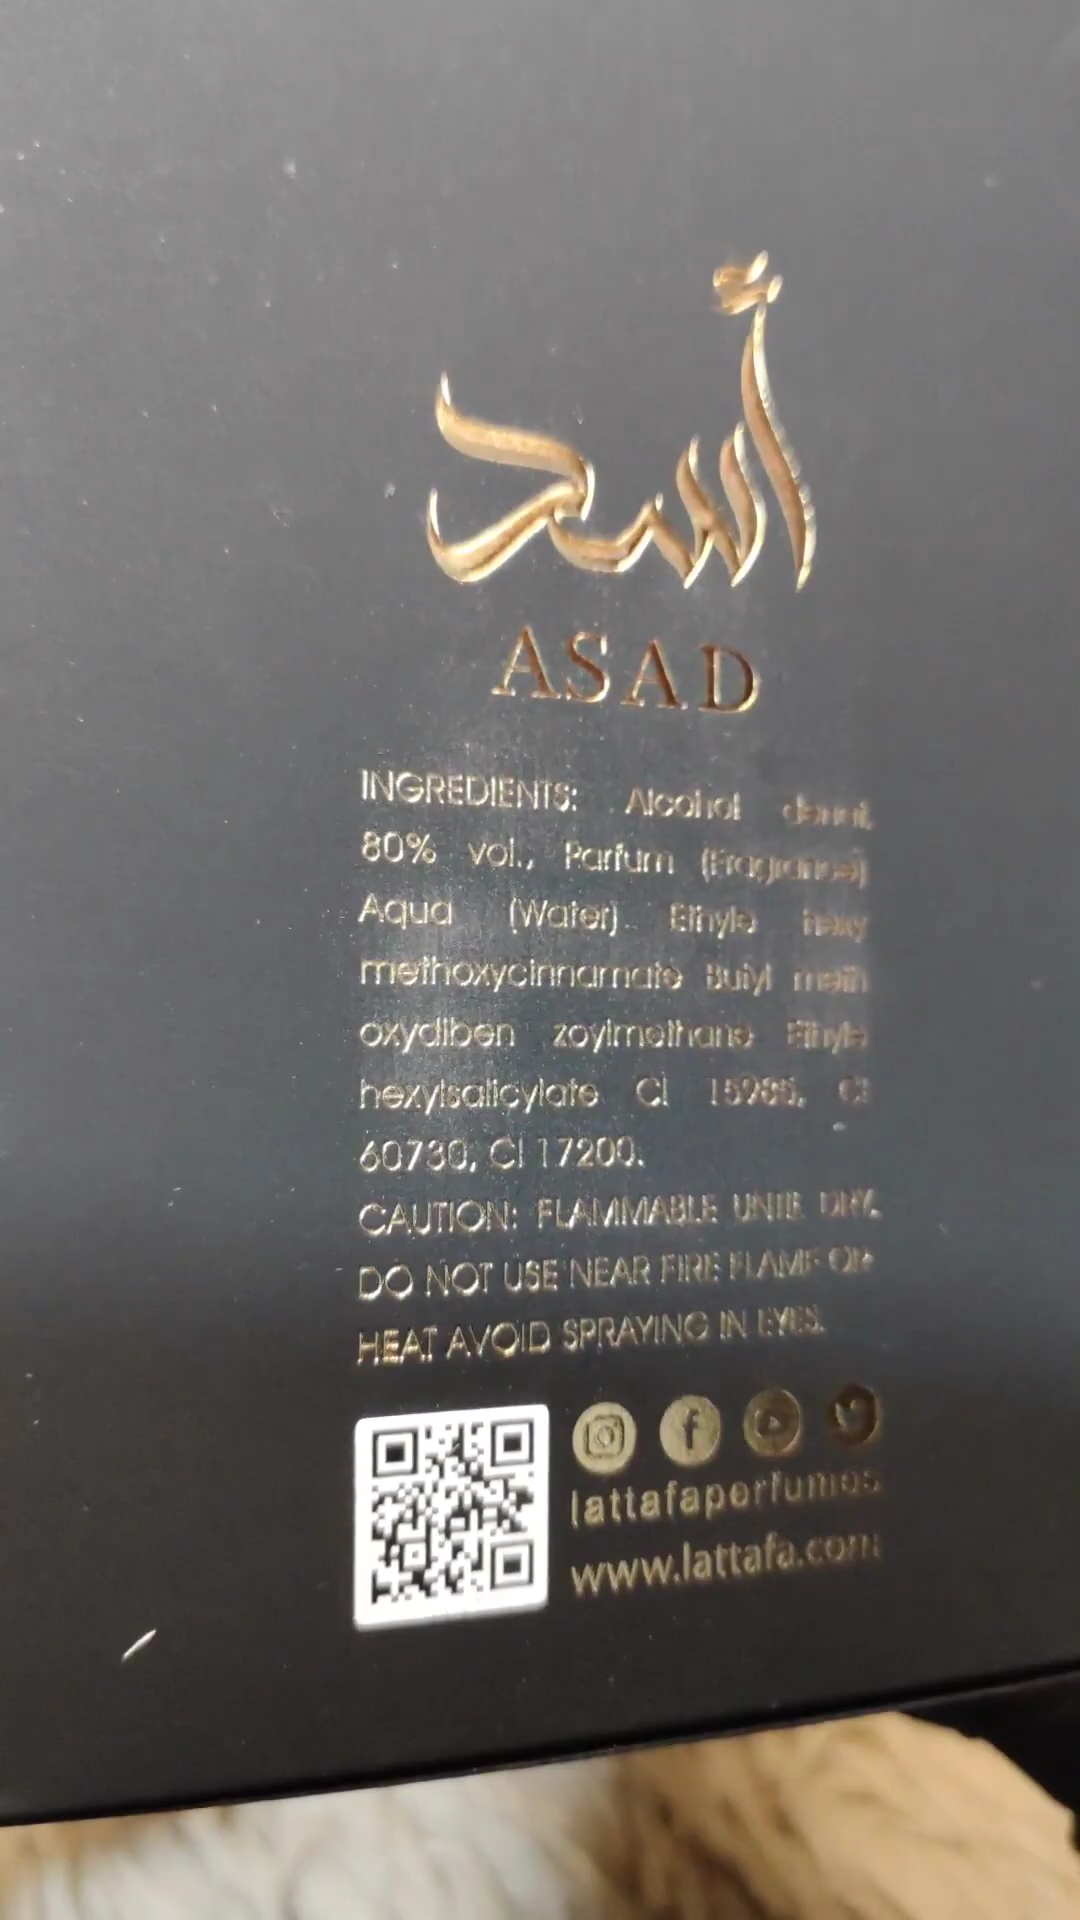 أسد
ASAD
INGREDIENTS: Alcohol denat.
80% vol., Parfum (Fragrance)
Aqua (Water). Ethyle hexy
methoxycinnamate Butyl meth
oxydiben zoylmethane Ethyle
hexylsalicylate CI 15985, CI
60730, CI 17200.
CAUTION: FLAMMABLE UNTIL DRY.
DO NOT USE NEAR FIRE FLAME OR
HEAT AVOID SPRAYING IN EYES.
lattafaperfumes
www.lattafa.com